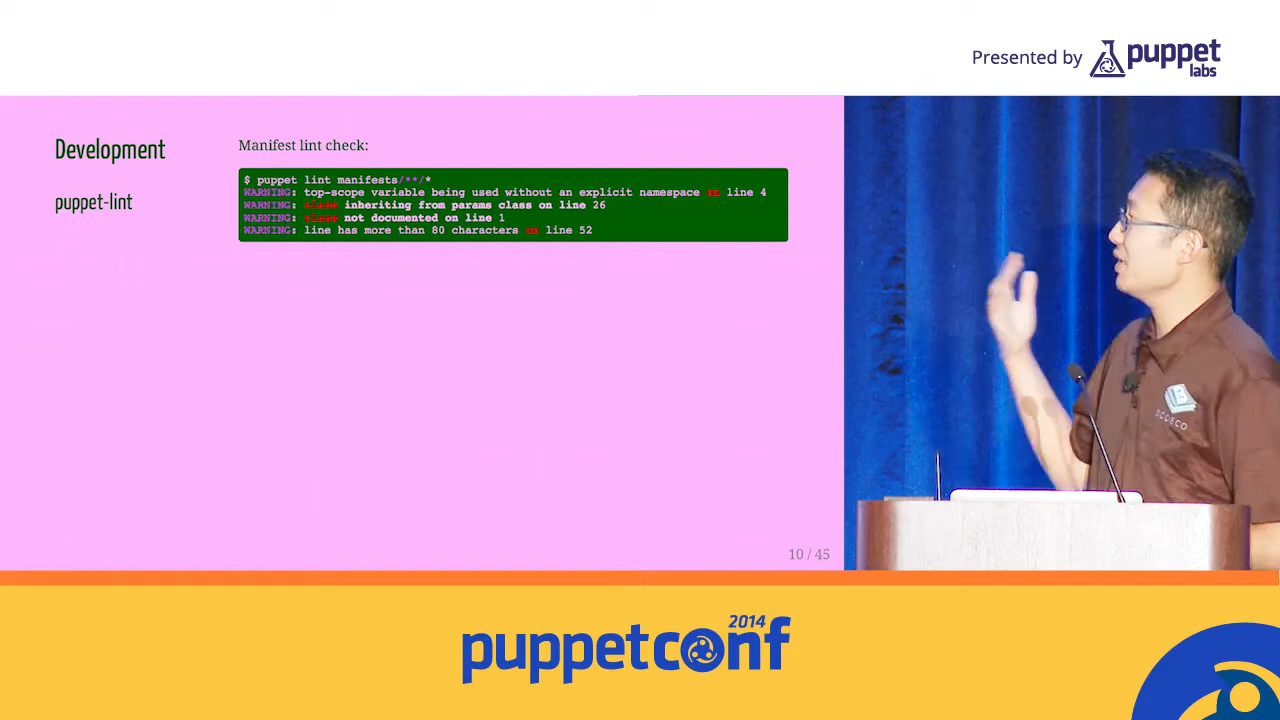 Presented by puppet labs
Development
puppet-lint
Manifest lint check:
$ puppet lint manifests/**/*
WARNING: top-scope variable being used without an explicit namespace on line 4
WARNING: class inheriting from params class on line 26
WARNING: class not documented on line 1
WARNING: line has more than 80 characters on line 52
10 / 45
puppetconf 2014